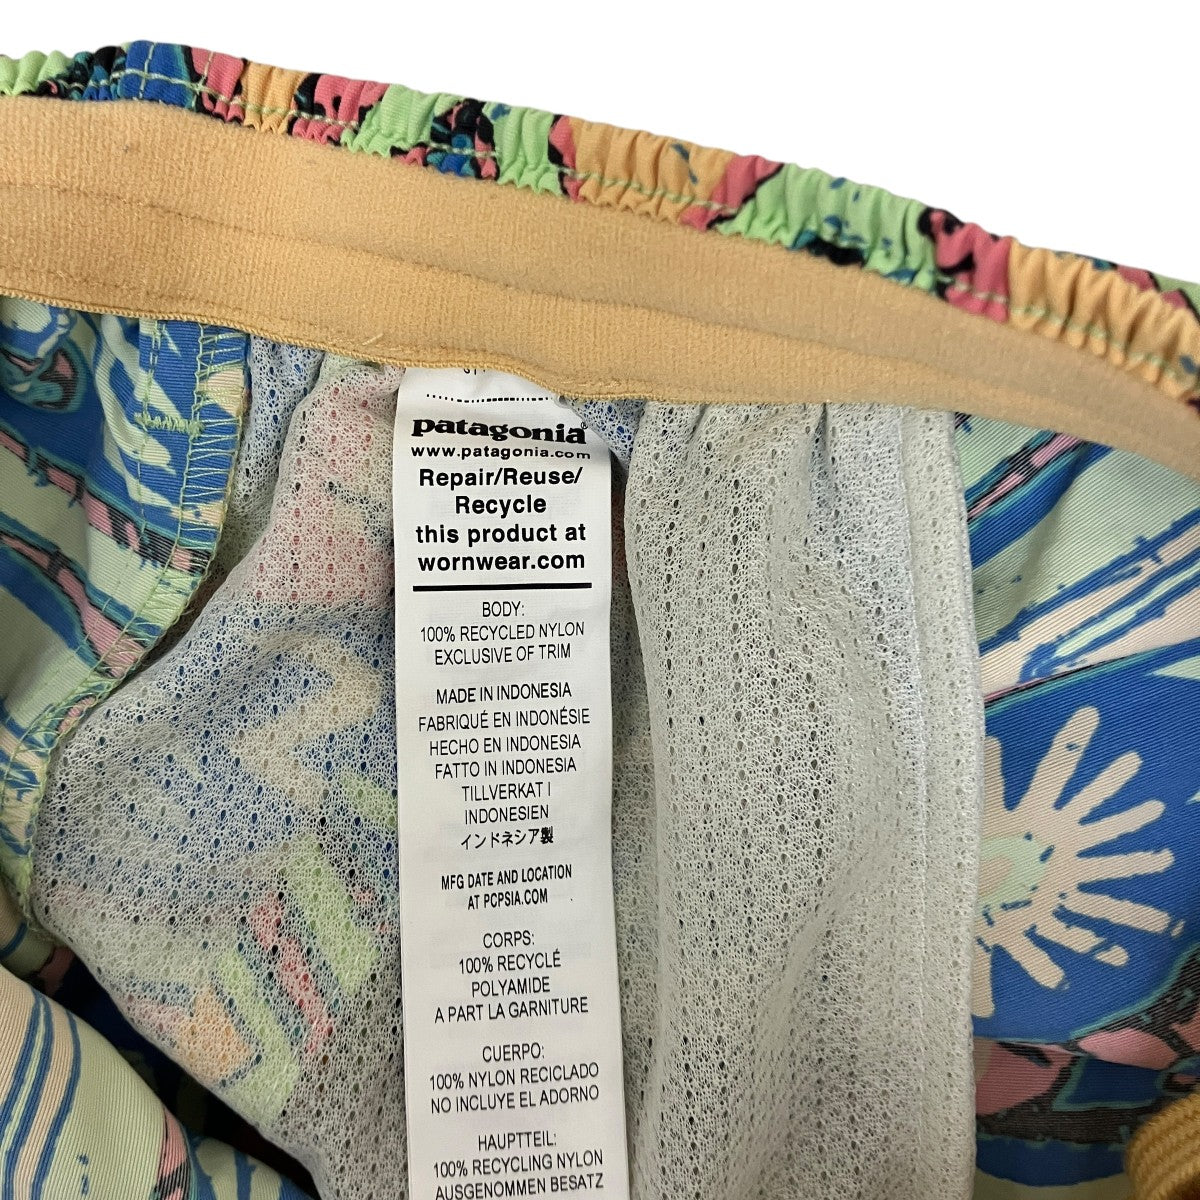 patagonia®
www.patagonia.com
Repair/Reuse/
Recycle
this product at
wornwear.com
BODY:
100% RECYCLED NYLON
EXCLUSIVE OF TRIM
MADE IN INDONESIA
FABRIQUÉ EN INDONÉSIE
HECHO EN INDONESIA
FATTO IN INDONESIA
TILLVERKAT I
INDONESIEN
インドネシア製
MFG DATE AND LOCATION
AT PCPSIA.COM
CORPS:
100% RECYCLÉ
POLYAMIDE
A PART LA GARNITURE
CUERPO:
100% NYLON RECICLADO
NO INCLUYE EL ADORNO
HAUPTTEIL:
100% RECYCLING NYLON
AUSGENOMMEN BESATZ